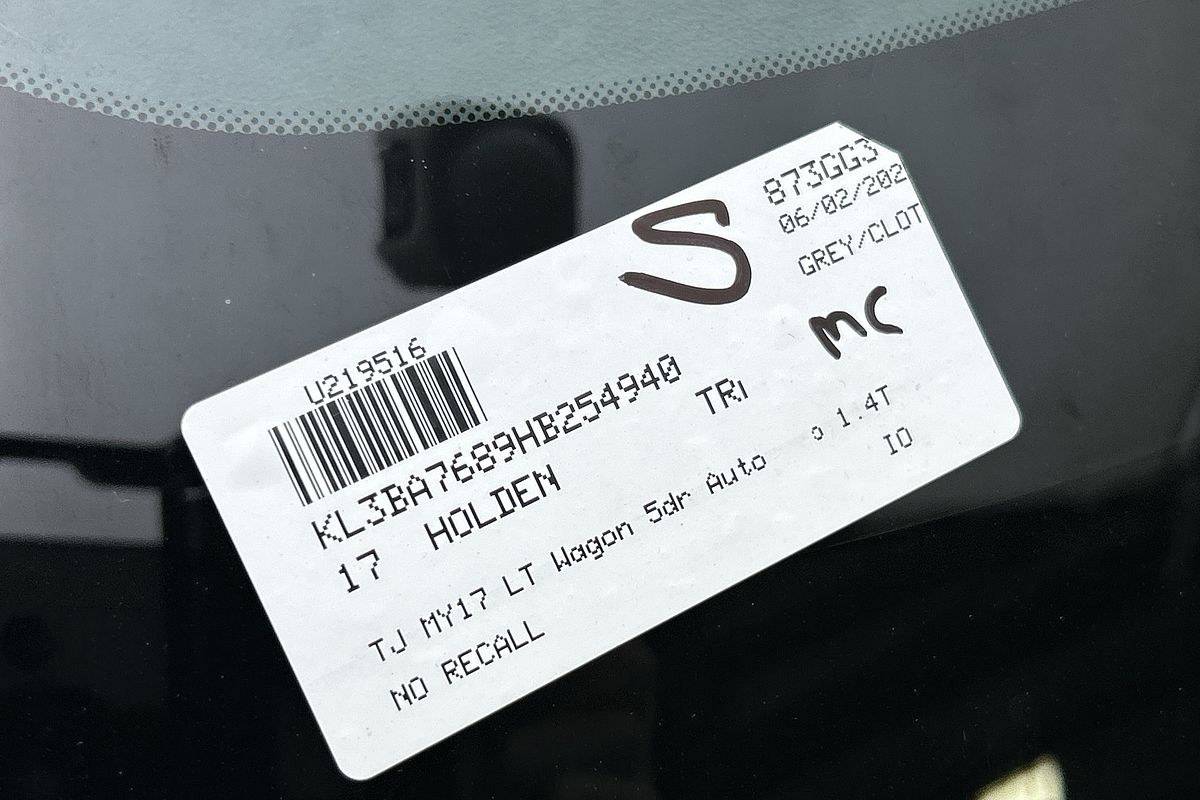 873GG3
06/02/202
GREY/CLOT
S
MC
U219516
KL3BA7689HB254940
17 HOLDEN TRI
TJ MY17 LT Wagon 5dr Auto 1.4T
NO RECALL IO